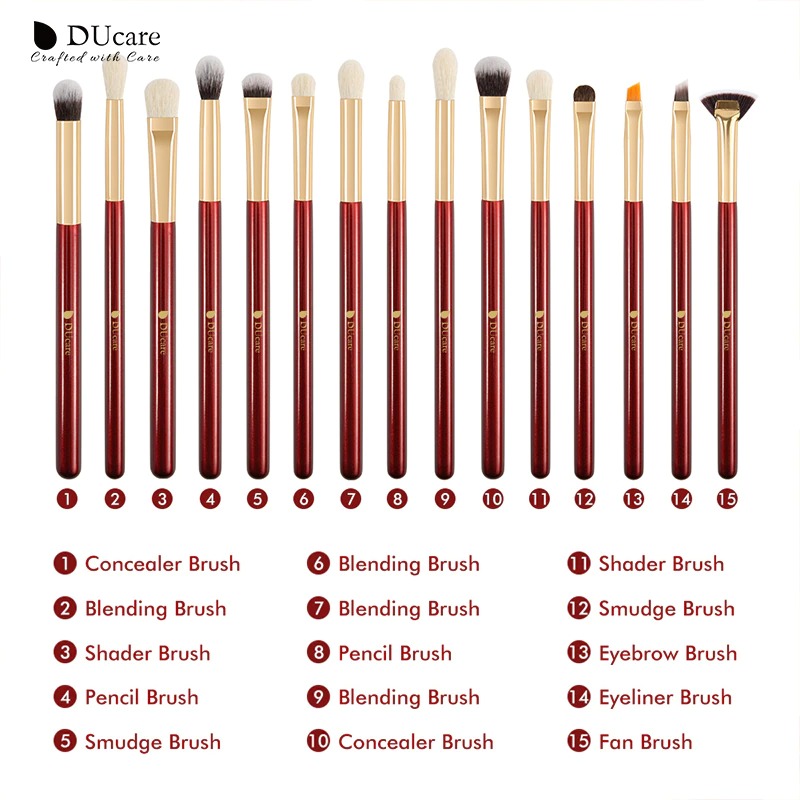 DUcare
Crafted with Care
DUcare DUcare DUcare DUcare DUcare DUcare DUcare DUcare DUcare DUcare DUcare DUcare DUcare DUcare DUcare
1 2 3 4 5 6 7 8 9 10 11 12 13 14 15
1 Concealer Brush
2 Blending Brush
3 Shader Brush
4 Pencil Brush
5 Smudge Brush
6 Blending Brush
7 Blending Brush
8 Pencil Brush
9 Blending Brush
10 Concealer Brush
11 Shader Brush
12 Smudge Brush
13 Eyebrow Brush
14 Eyeliner Brush
15 Fan Brush